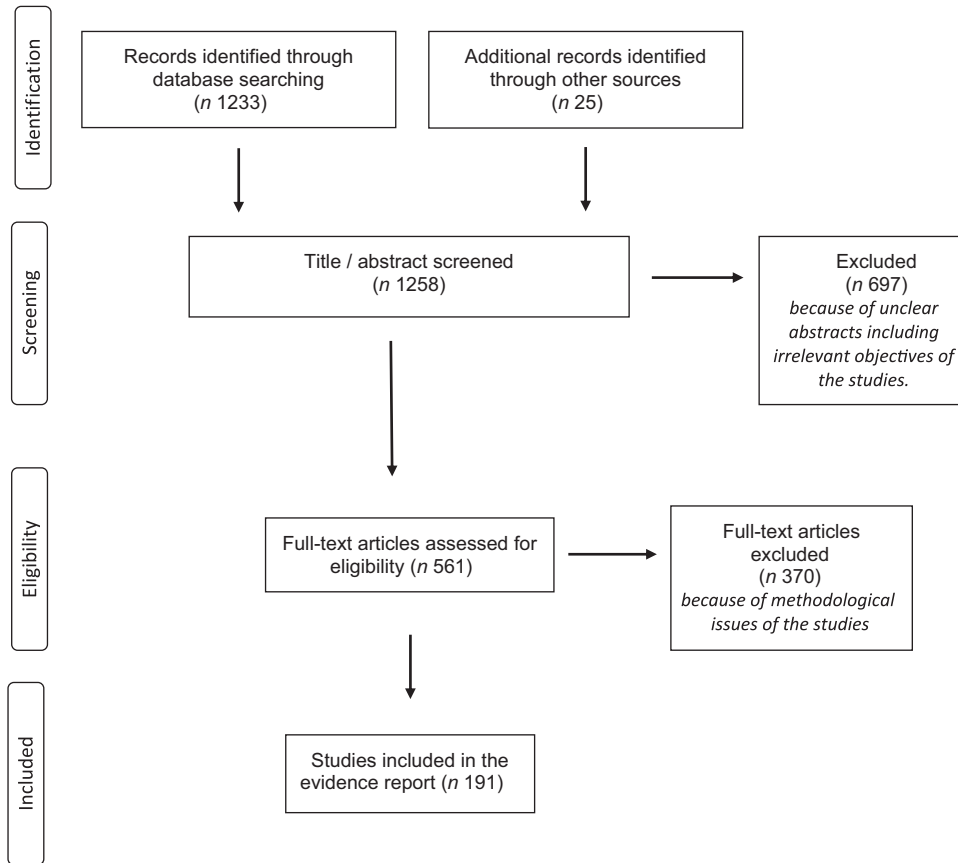 Identification
Records identified through
database searching
(n 1233)
Additional records identified
through other sources
(n 25)
Screening
Title / abstract screened
(n 1258)
Excluded
(n 697)
because of unclear
abstracts including
irrelevant objectives of
the studies.
Eligibility
Full-text articles assessed for
eligibility (n 561)
Full-text articles
excluded
(n 370)
because of methodological
issues of the studies
Included
Studies included in the
evidence report (n 191)